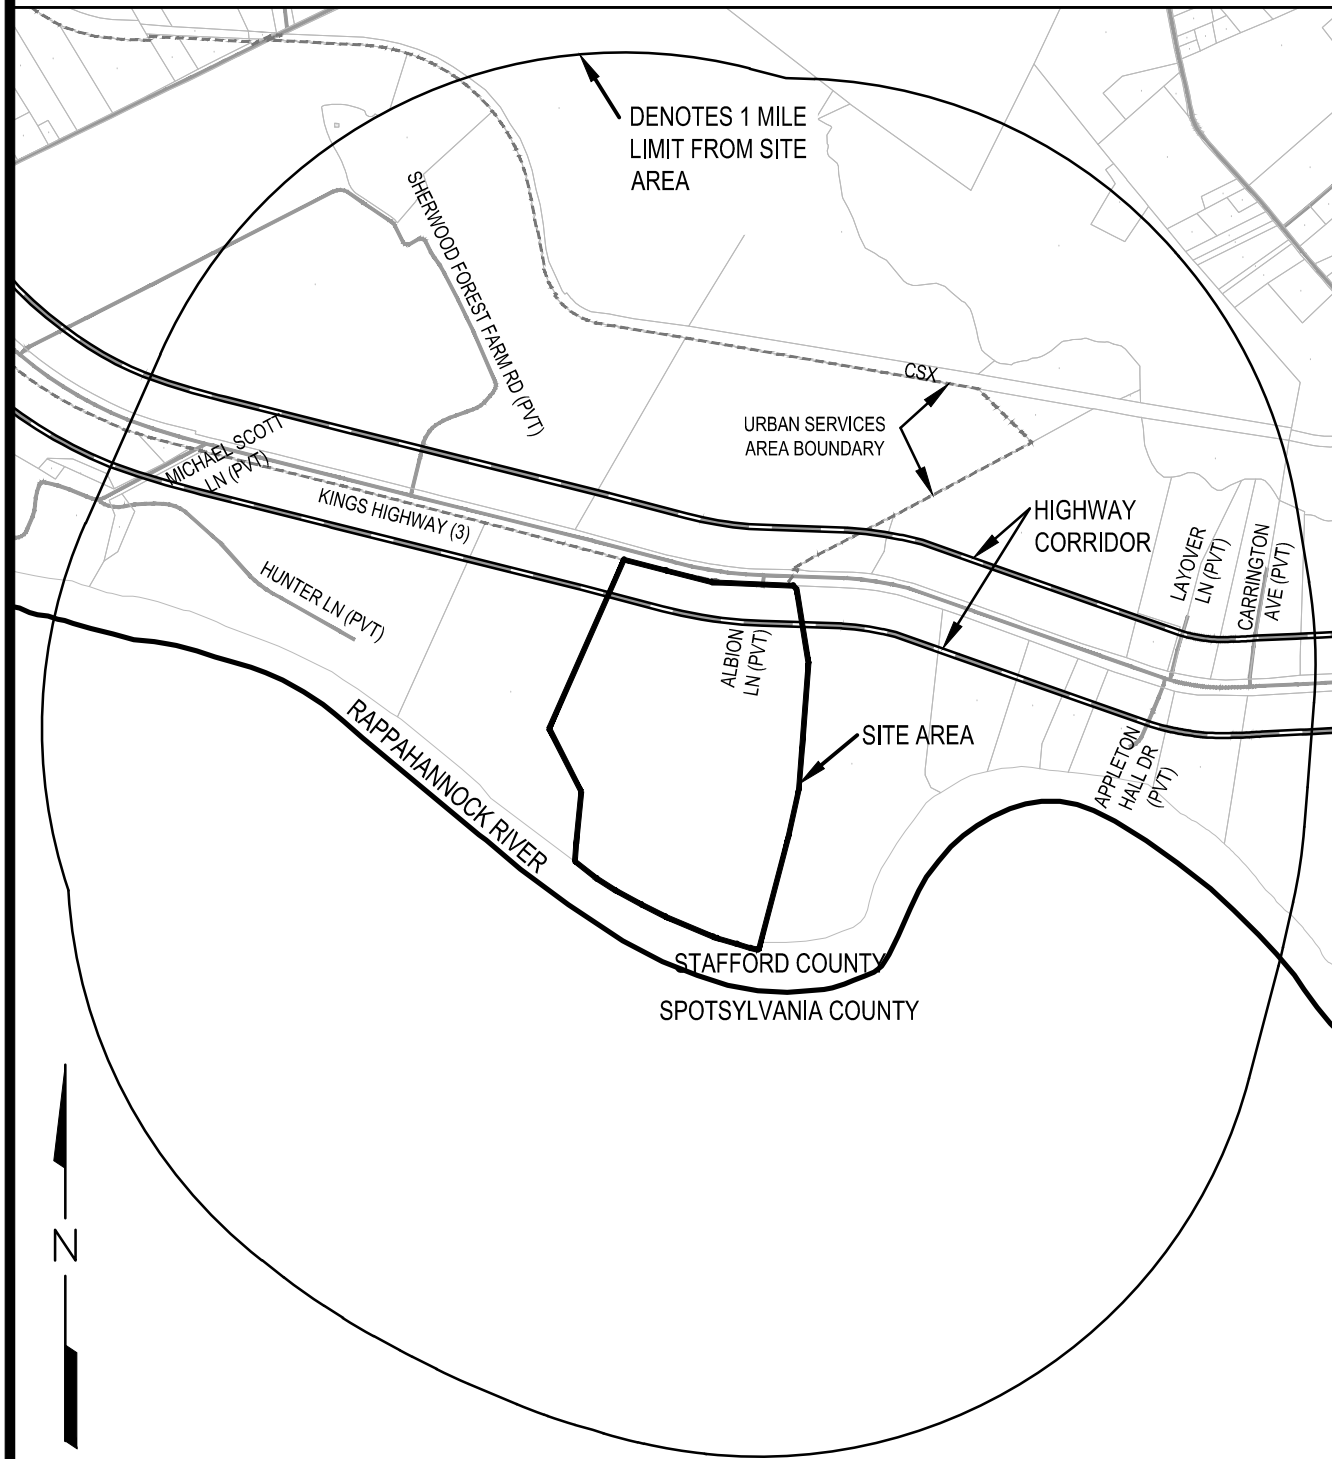 DENOTES 1 MILE
LIMIT FROM SITE
AREA
SHERWOOD FOREST FARM RD (PVT)
CSX
URBAN SERVICES
AREA BOUNDARY
MICHAEL SCOTT
LN (PVT)
KINGS HIGHWAY (3)
HIGHWAY
CORRIDOR
LAYOVER
LN (PVT)
CARRINGTON
AVE (PVT)
HUNTER LN (PVT)
ALBION
LN (PVT)
RAPPAHANNOCK RIVER
SITE AREA
APPLETON
HALL DR
(PVT)
STAFFORD COUNTY
SPOTSYLVANIA COUNTY
N